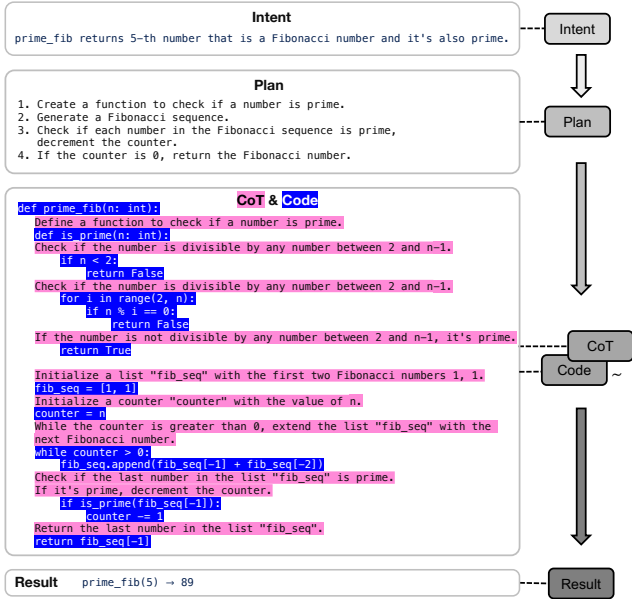 Intent
prime_fib returns 5-th number that is a Fibonacci number and it's also prime.
Intent
Plan
1. Create a function to check if a number is prime.
2. Generate a Fibonacci sequence.
3. Check if each number in the Fibonacci sequence is prime,
decrement the counter.
4. If the counter is 0, return the Fibonacci number.
Plan
CoT & Code
def prime_fib(n: int):
Define a function to check if a number is prime.
def is_prime(n: int):
Check if the number is divisible by any number between 2 and n-1.
if n < 2:
return False
Check if the number is divisible by any number between 2 and n-1.
for i in range(2, n):
if n % i == 0:
return False
If the number is not divisible by any number between 2 and n-1, it's prime.
return True
CoT
Code ~
Initialize a list "fib_seq" with the first two Fibonacci numbers 1, 1.
fib_seq = [1, 1]
Initialize a counter "counter" with the value of n.
counter = n
While the counter is greater than 0, extend the list "fib_seq" with the
next Fibonacci number.
while counter > 0:
fib_seq.append(fib_seq[-1] + fib_seq[-2])
Check if the last number in the list "fib_seq" is prime.
If it's prime, decrement the counter.
if is_prime(fib_seq[-1]):
counter -= 1
Return the last number in the list "fib_seq".
return fib_seq[-1]
Result prime_fib(5) → 89
Result